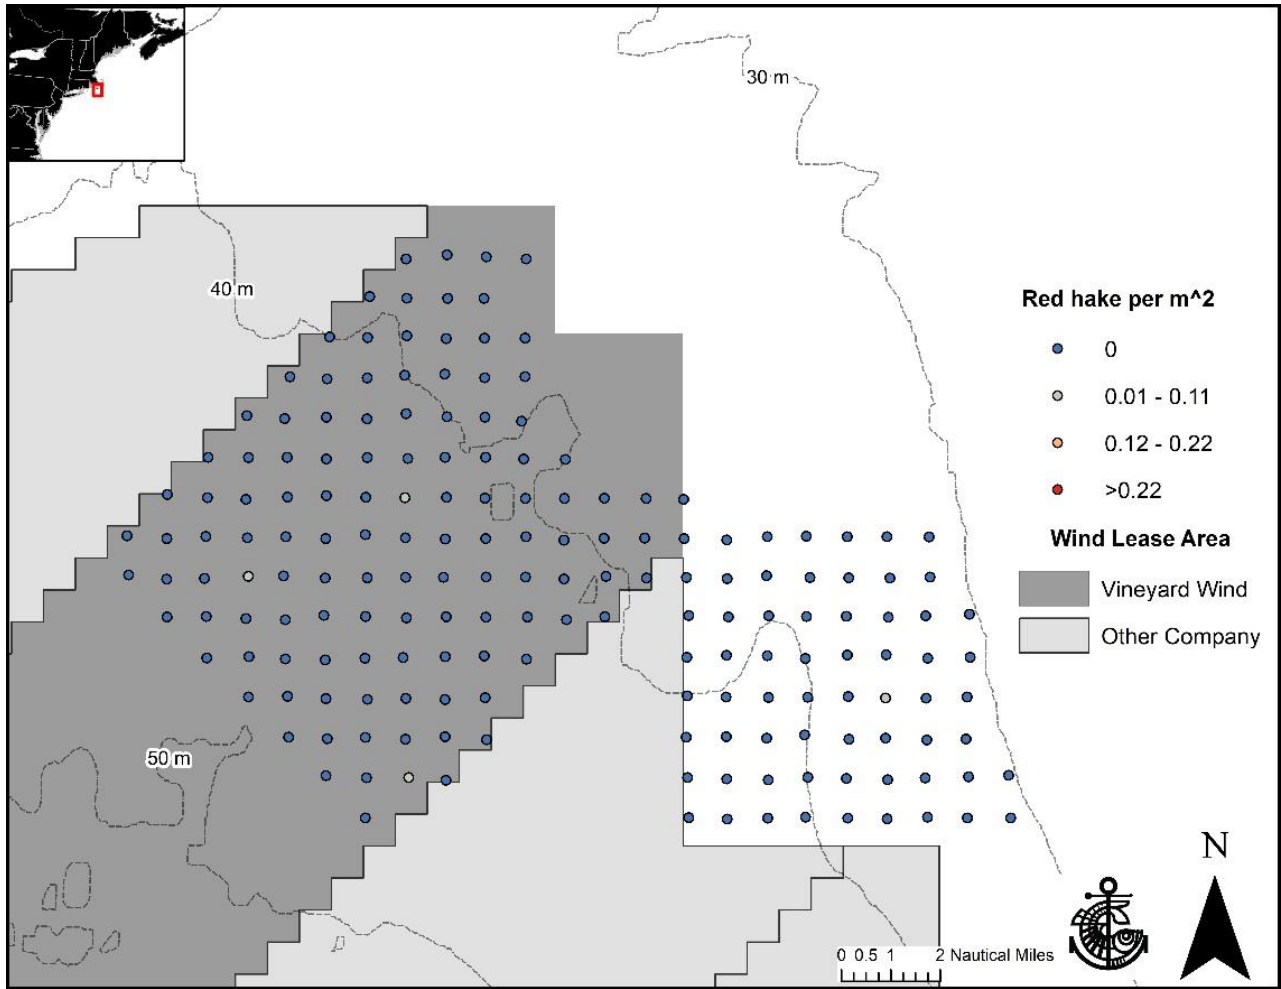 30 m
40 m
Red hake per m^2
0
0.01 - 0.11
0.12 - 0.22
>0.22
Wind Lease Area
Vineyard Wind
Other Company
50 m
N
0 0.5 1 2 Nautical Miles